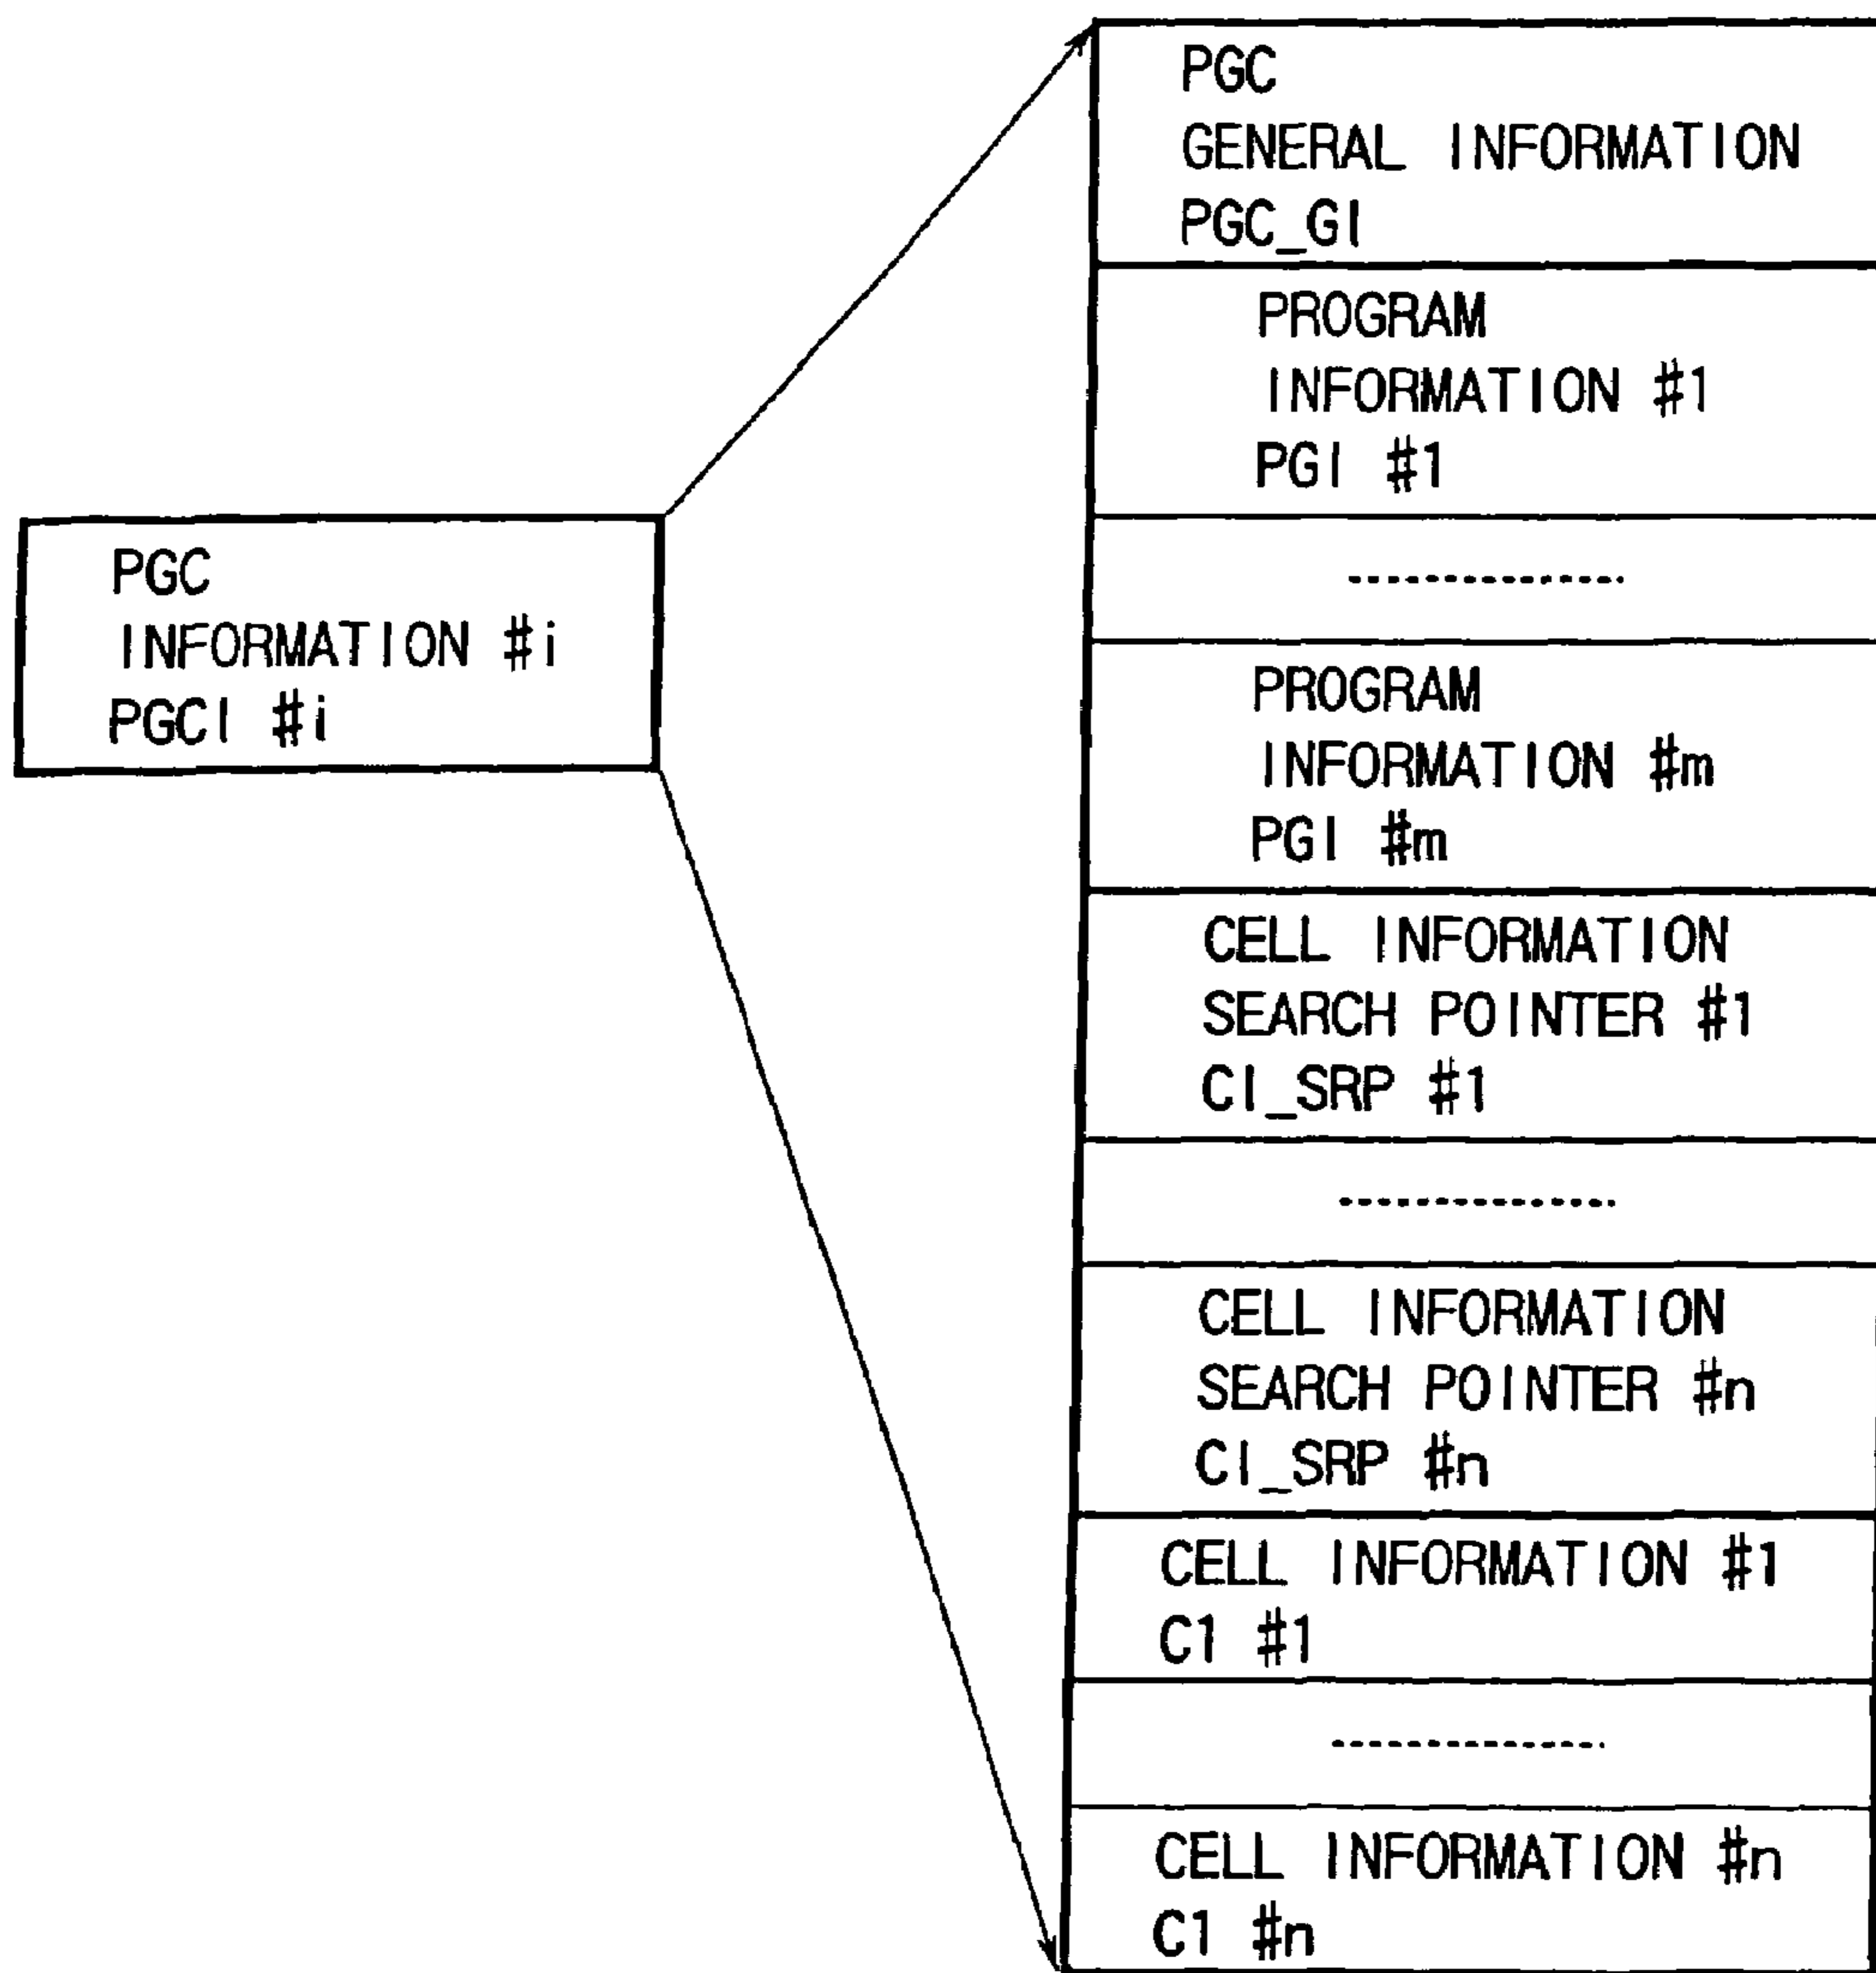 PGC
INFORMATION #i
PGCI #i
PGC
GENERAL INFORMATION
PGC_GI
PROGRAM
INFORMATION #1
PGI #1
PROGRAM
INFORMATION #m
PGI #m
CELL INFORMATION
SEARCH POINTER #1
CI_SRP #1
CELL INFORMATION
SEARCH POINTER #n
CI_SRP #n
CELL INFORMATION #1
C1 #1
CELL INFORMATION #n
C1 #n